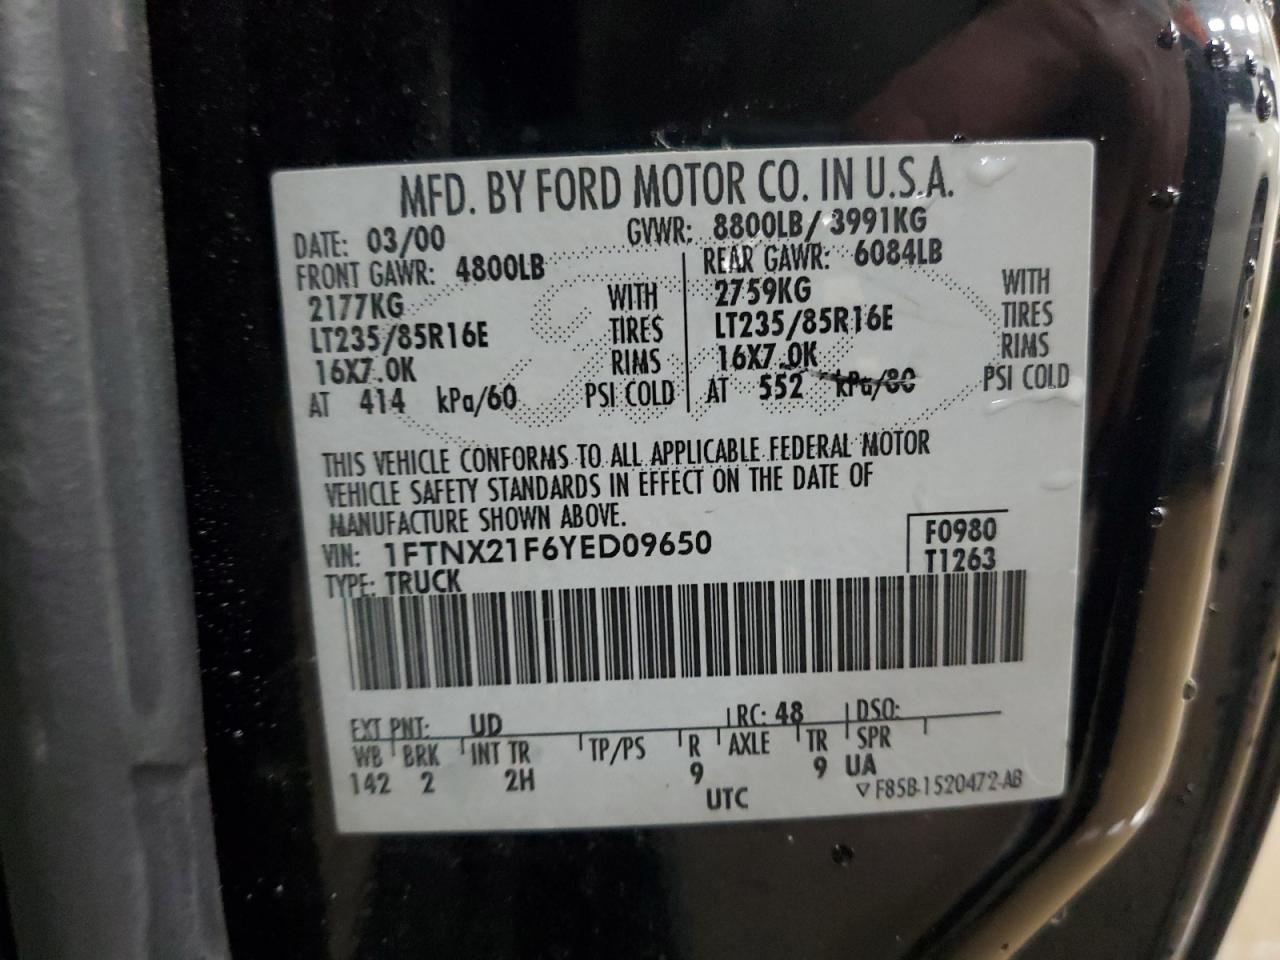 MFD. BY FORD MOTOR CO. IN U.S.A.
DATE: 03/00 GVWR: 8800LB/ 3991KG
FRONT GAWR: 4800LB REAR GAWR: 6084LB
2177KG WITH 2759KG WITH
LT235/85R16E TIRES LT235/85R16E TIRES
16X7.0K RIMS 16X7.0K RIMS
AT 414 kPa/60 PSI COLD AT 552 kPa/80 PSI COLD
THIS VEHICLE CONFORMS TO ALL APPLICABLE FEDERAL MOTOR
VEHICLE SAFETY STANDARDS IN EFFECT ON THE DATE OF
MANUFACTURE SHOWN ABOVE.
VIN: 1FTNX21F6YED09650 F0980
TYPE: TRUCK T1263
EXT PNT: UD RC: 48 DSO:
WB BRK INT TR TP/PS R AXLE TR SPR
142 2 2H 9 9 UA
UTC ▽ F85B-1520472-AB